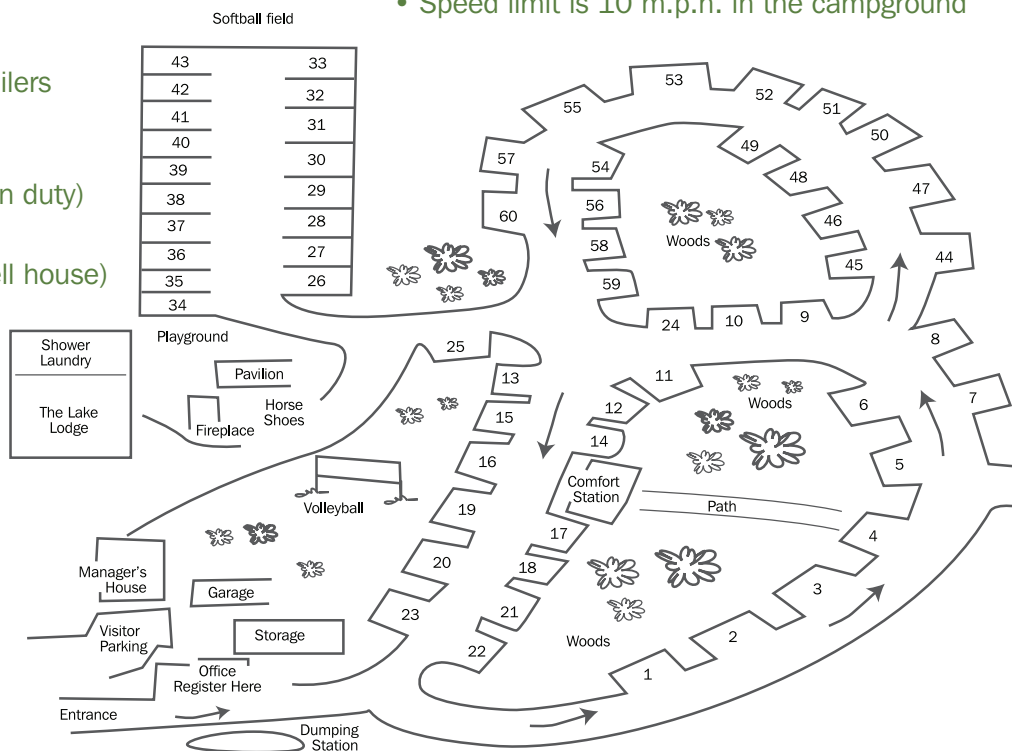 • Speed limit is 10 m.p.h. in the campground
Softball field
ilers
n duty)
ell house)
43
42
41
40
39
38
37
36
35
34
33
32
31
30
29
28
27
26
53
52
51
50
47
44
55
57
60
54
56
58
59
49
48
46
45
Woods
24
10
9
8
7
6
5
4
3
2
1
Playground
Shower
Laundry
The Lake
Lodge
Pavilion
Horse
Shoes
Fireplace
25
13
15
16
19
20
23
11
12
14
Comfort
Station
17
18
21
22
Woods
Path
Woods
Volleyball
Manager's
House
Garage
Visitor
Parking
Storage
Office
Register Here
Entrance
Dumping
Station